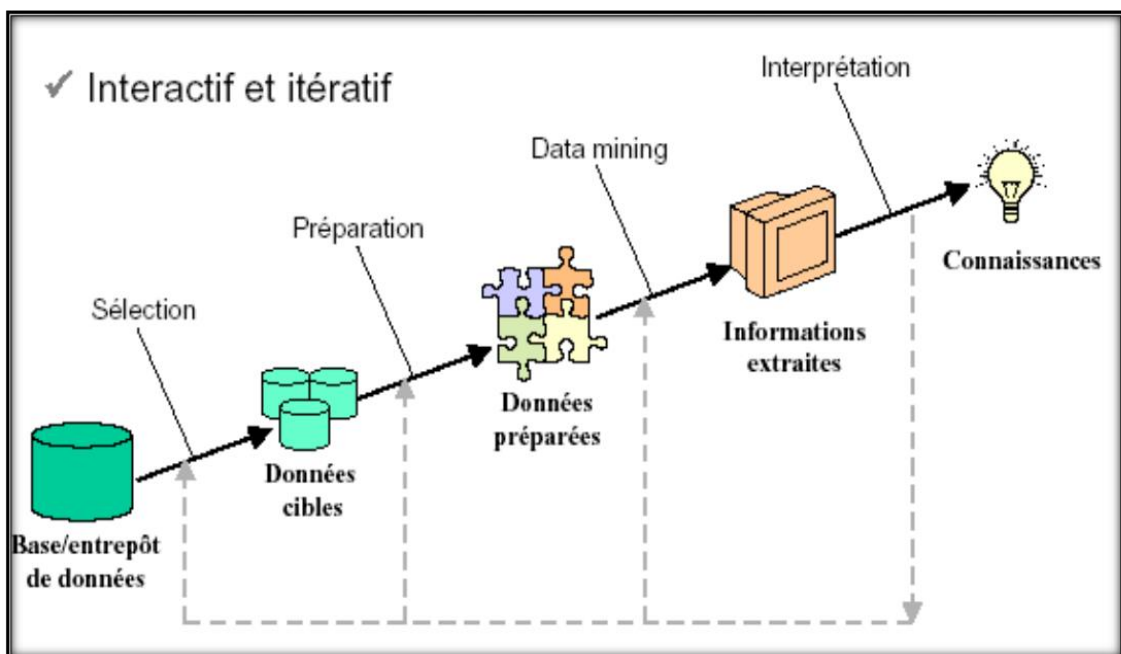 ✓ Interactif et itératif
Interprétation
Data mining
Préparation
Sélection
Connaissances
Informations
extraites
Données
préparées
Données
cibles
Base/entrepôt
de données